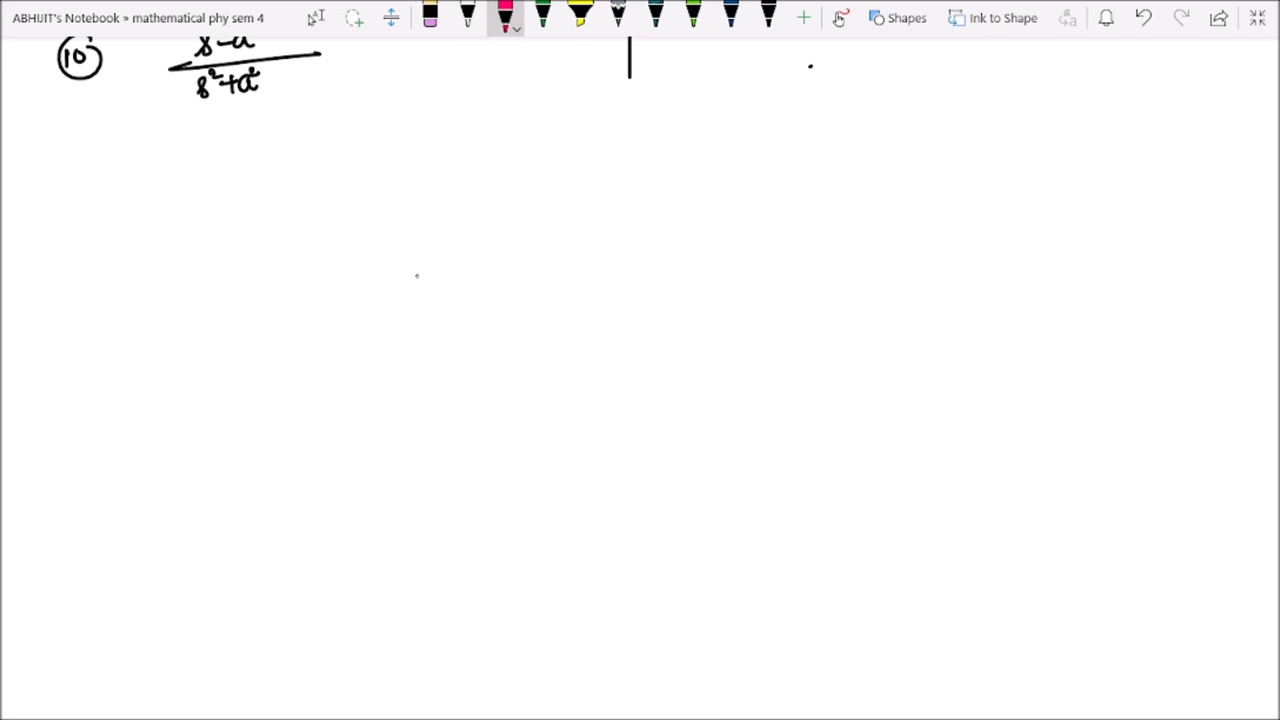 ABHIJIT's Notebook » mathematical phy sem 4
Shapes
Ink to Shape
10
s²+a²